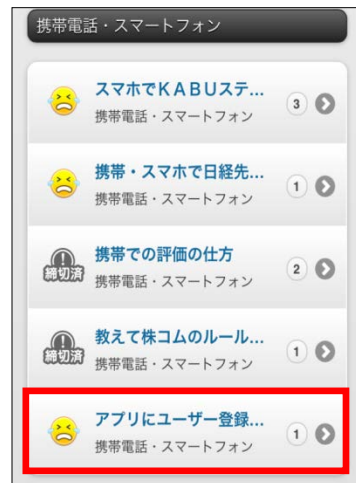 携帯電話・スマートフォン
スマホでＫＡＢＵステ...
携帯電話・スマートフォン
3
携帯・スマホで日経先...
携帯電話・スマートフォン
1
締切済
携帯での評価の仕方
携帯電話・スマートフォン
2
締切済
教えて株コムのルール...
携帯電話・スマートフォン
1
アプリにユーザー登録...
携帯電話・スマートフォン
1